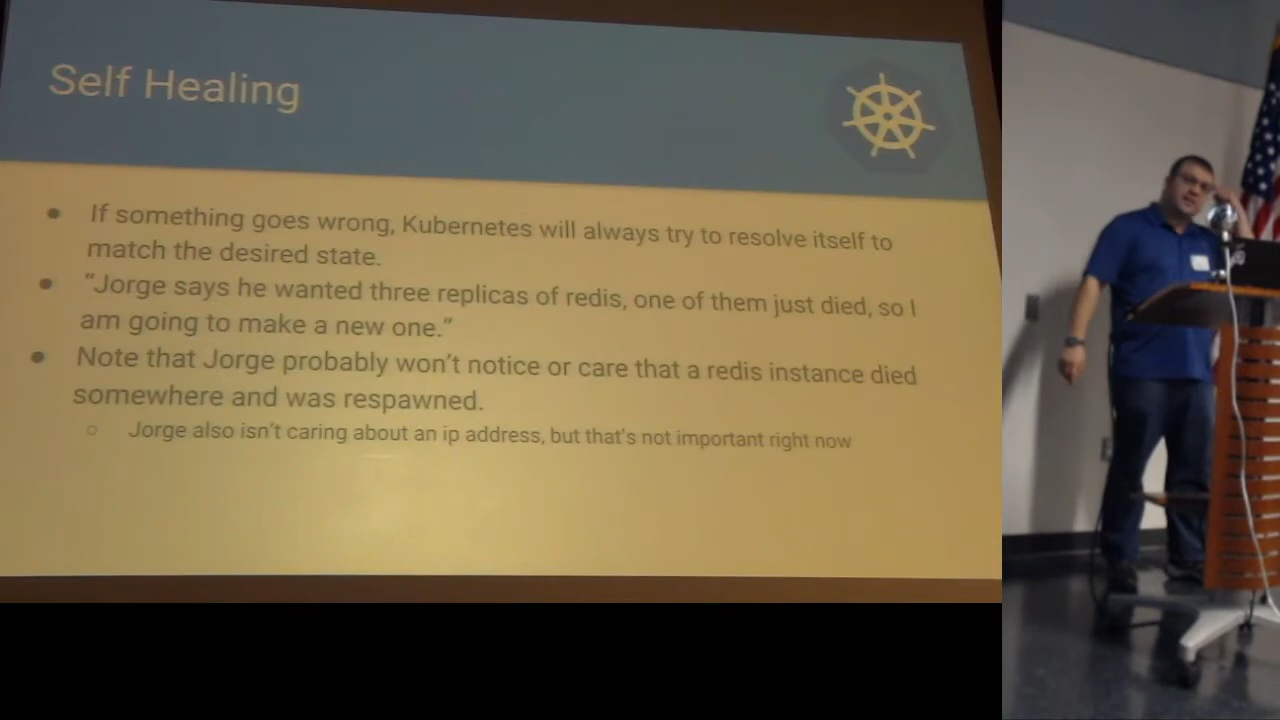 Self Healing
If something goes wrong, Kubernetes will always try to resolve itself to
match the desired state.
“Jorge says he wanted three replicas of redis, one of them just died, so I
am going to make a new one.”
Note that Jorge probably won’t notice or care that a redis instance died
somewhere and was respawned.
Jorge also isn’t caring about an ip address, but that’s not important right now